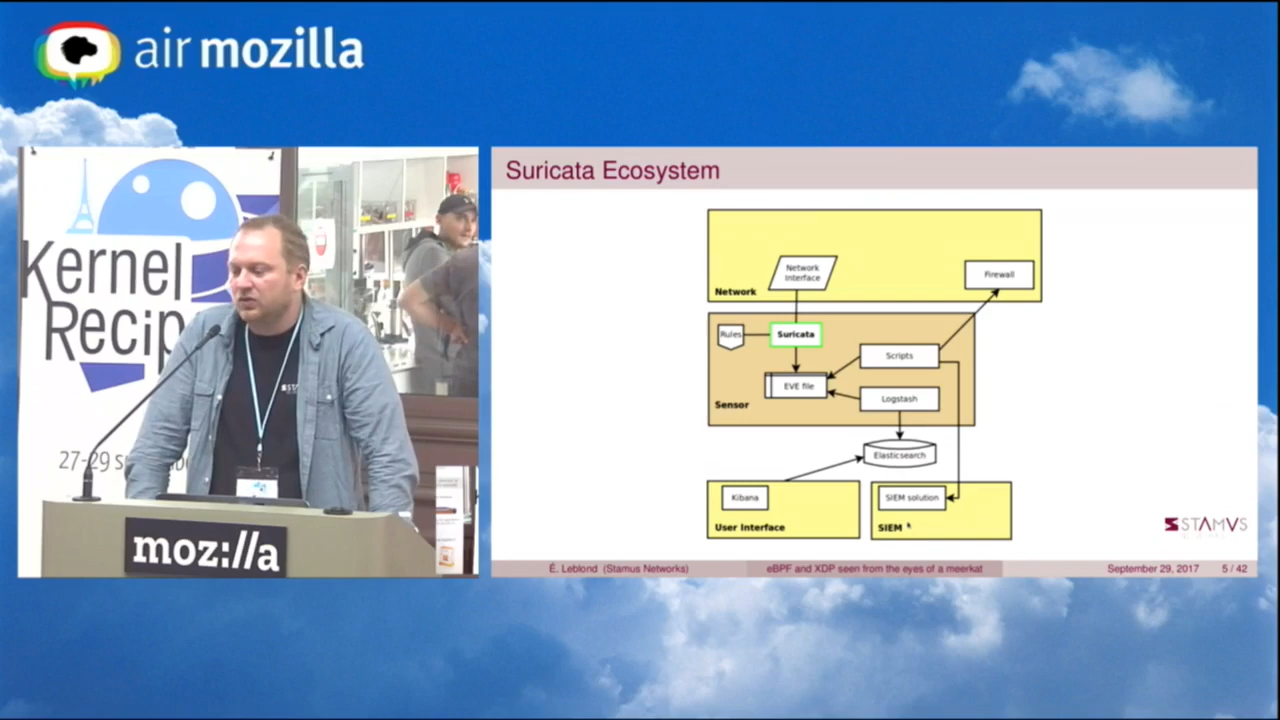 air mozilla
Kernel
Recip
27-29 s
moz://a
Suricata Ecosystem
Network
Interface
Firewall
Network
Rules
Suricata
Scripts
EVE file
Logstash
Sensor
Elasticsearch
Kibana
SIEM solution
User Interface
SIEM
STAMVS
É. Leblond (Stamus Networks)
eBPF and XDP seen from the eyes of a meerkat
September 29, 2017
5 / 42